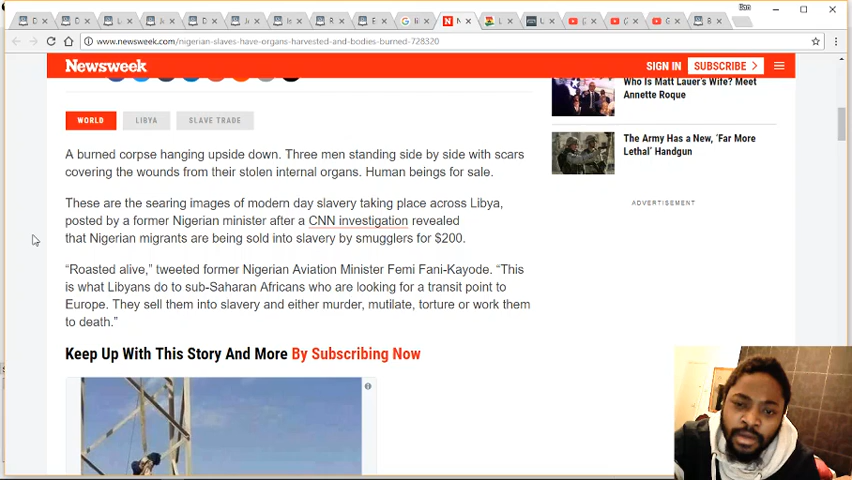 Ban
www.newsweek.com/nigerian-slaves-have-organs-harvested-and-bodies-burned-728320
Newsweek
SIGN IN
SUBSCRIBE
WORLD
LIBYA
SLAVE TRADE
A burned corpse hanging upside down. Three men standing side by side with scars
covering the wounds from their stolen internal organs. Human beings for sale.
These are the searing images of modern day slavery taking place across Libya,
posted by a former Nigerian minister after a CNN investigation revealed
that Nigerian migrants are being sold into slavery by smugglers for $200.
“Roasted alive,” tweeted former Nigerian Aviation Minister Femi Fani-Kayode. “This
is what Libyans do to sub-Saharan Africans who are looking for a transit point to
Europe. They sell them into slavery and either murder, mutilate, torture or work them
to death.”
Keep Up With This Story And More By Subscribing Now
Who Is Matt Lauer's Wife? Meet
Annette Roque
The Army Has a New, ‘Far More
Lethal’ Handgun
ADVERTISEMENT